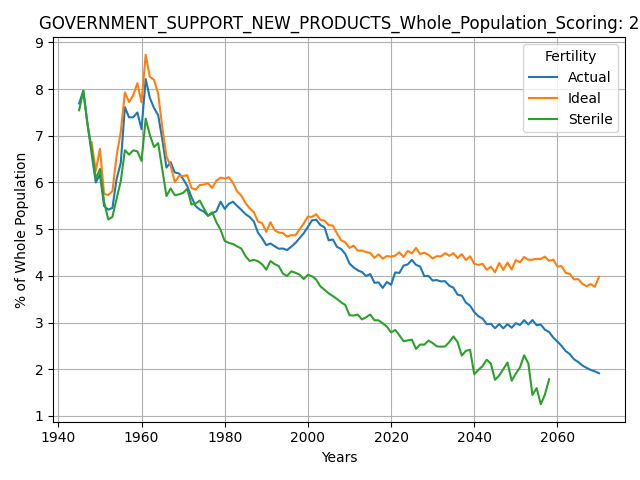 GOVERNMENT_SUPPORT_NEW_PRODUCTS_Whole_Population_Scoring: 2
9
8
7
6
5
4
3
2
1
% of Whole Population
Fertility
Actual
Ideal
Sterile
1940 1960 1980 2000 2020 2040 2060
Years